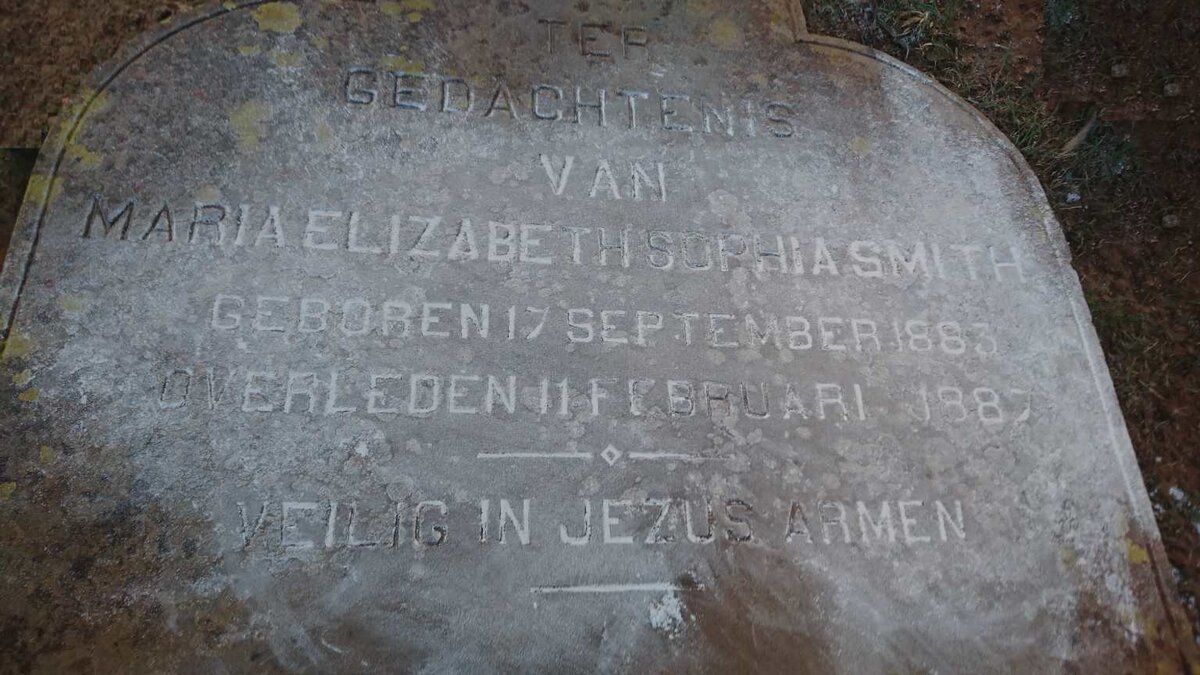 TER
GEDACHTENIS
VAN
MARIA ELIZABETH SOPHIA SMITH
GEBOREN 17 SEPTEMBER 1883
OVERLEDEN 11 FEBRUARI 1887
VEILIG IN JEZUS ARMEN